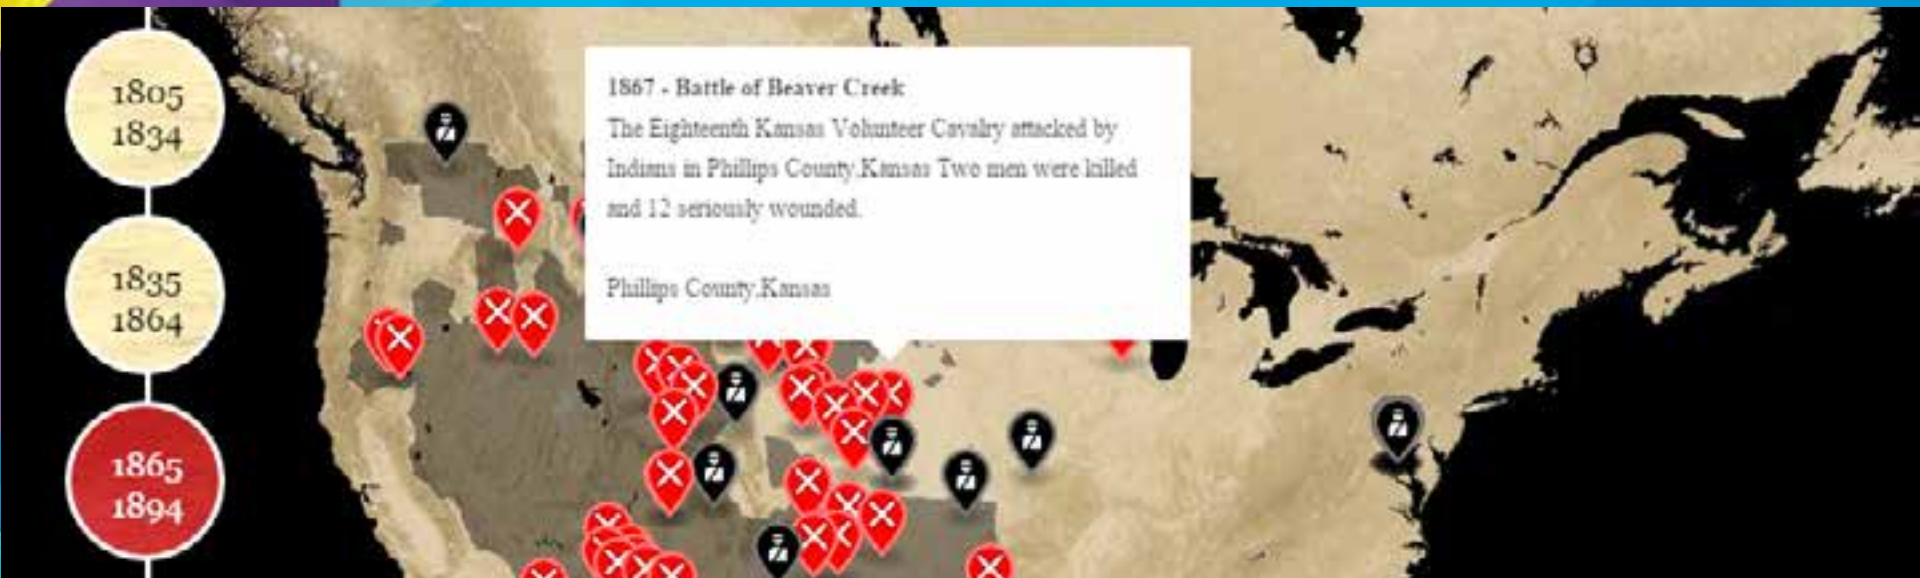 1805
1834
1835
1864
1865
1894
1867 - Battle of Beaver Creek
The Eighteenth Kansas Volunteer Cavalry attacked by
Indians in Phillips County,Kansas Two men were killed
and 12 seriously wounded.
Phillips County,Kansas